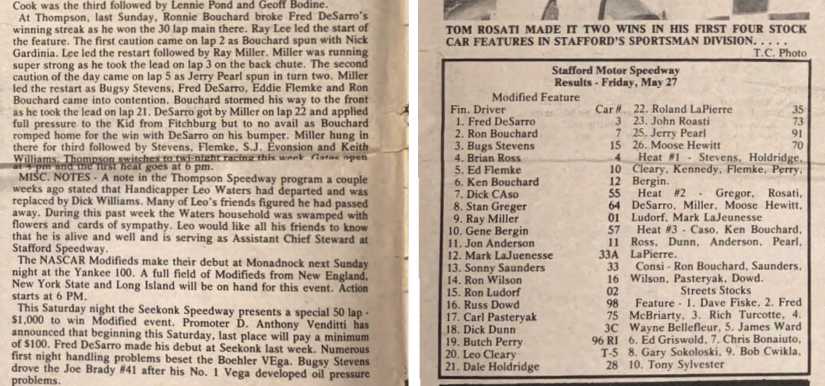 Cook was the third followed by Lennie Pond and Geoff Bodine.
At Thompson, last Sunday, Ronnie Bouchard broke Fred DeSarro's
winning streak as he won the 30 lap main there. Ray Lee led the start of
the feature. The first caution came on lap 2 as Bouchard spun with Nick
Gardinia. Lee led the restart followed by Ray Miller. Miller was running
super strong as he took the lead on lap 3 on the back chute. The second
caution of the day came on lap 5 as Jerry Pearl spun in turn two. Miller
led the restart as Bugsy Stevens, Fred DeSarro, Eddie Flemke and Ron
Bouchard came into contention. Bouchard stormed his way to the front
as he took the lead on lap 21. DeSarro got by Miller on lap 22 and applied
full pressure to the Kid from Fitchburg but to no avail as Bouchard
romped home for the win with DeSarro on his bumper. Miller hung in
there for third followed by Stevens, Flemke, S.J. Evonsion and Keith
Williams. Thompson switches to twi-night racing this week. Gates open
at 4 pm and the first heat goes at 6 pm.
MISC. NOTES - A note in the Thompson Speedway program a couple
weeks ago stated that Handicapper Leo Waters had departed and was
replaced by Dick Williams. Many of Leo's friends figured he had passed
away. During this past week the Waters household was swamped with
flowers and cards of sympathy. Leo would like all his friends to know
that he is alive and well and is serving as Assistant Chief Steward at
Stafford Speedway.
The NASCAR Modifieds make their debut at Monadnock next Sunday
night at the Yankee 100. A full field of Modifieds from New England,
New York State and Long Island will be on hand for this event. Action
starts at 6 PM.
This Saturday night the Seekonk Speedway presents a special 50 lap -
$1,000 to win Modified event. Promoter D. Anthony Venditti has
announced that beginning this Saturday, last place will pay a minimum
of $100. Fred DeSarro made his debut at Seekonk last week. Numerous
first night handling problems beset the Boehler VEga. Bugsy Stevens
drove the Joe Brady #41 after his No. 1 Vega developed oil pressure
problems.
TOM ROSATI MADE IT TWO WINS IN HIS FIRST FOUR STOCK
CAR FEATURES IN STAFFORD'S SPORTSMAN DIVISION. . . . .
T.C. Photo
Stafford Motor Speedway
Results - Friday, May 27
Modified Feature
Fin. Driver Car #
1. Fred DeSarro 3
2. Ron Bouchard 7
3. Bugs Stevens 15
4. Brian Ross 4
5. Ed Flemke 10
6. Ken Bouchard 12
7. Dick CAso 55
8. Stan Greger 64
9. Ray Miller 01
10. Gene Bergin 57
11. Jon Anderson 11
12. Mark LaJuenesse 33A
13. Sonny Saunders 33
14. Ron Wilson 16
15. Ron Ludorf 02
16. Russ Dowd 98
17. Carl Pasteryak 75
18. Dick Dunn 3C
19. Butch Perry 96 RI
20. Leo Cleary T-5
21. Dale Holdridge 28
22. Roland LaPierre 35
23. John Rosati 73
25. Jerry Pearl 91
26. Moose Hewitt 70
Heat #1 - Stevens, Holdridge,
Cleary, Kennedy, Flemke, Perry,
Bergin.
Heat #2 - Gregor, Rosati,
DeSarro, Miller, Moose Hewitt,
Ludorf, Mark LaJeunesse
Heat #3 - Caso, Ken Bouchard,
Ross, Dunn, Anderson, Pearl,
LaPierre.
Consi - Ron Bouchard, Saunders,
Wilson, Pasteryak, Dowd.
Streets Stocks
Feature - 1. Dave Fiske, 2. Fred
McBriarty, 3. Rich Turcotte, 4.
Wayne Bellefleur, 5. James Ward
6. Ed Griswold, 7. Chris Bonaiuto,
8. Gary Sokoloski, 9. Bob Cwikla,
10. Tony Sylvester